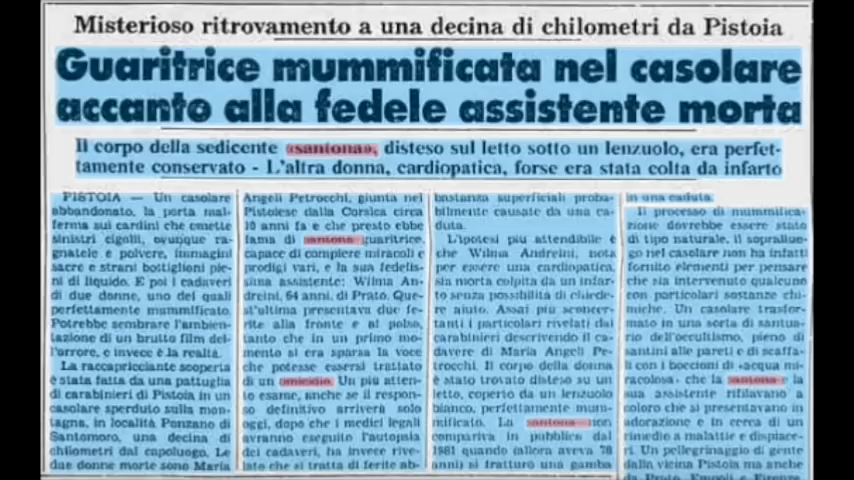 Misterioso ritrovamento a una decina di chilometri da Pistoia
Guaritrice mummificata nel casolare
accanto alla fedele assistente morta
Il corpo della sedicente «santona», disteso sul letto sotto un lenzuolo, era perfet-
tamente conservato - L'altra donna, cardiopatica, forse era stata colta da infarto
PISTOIA — Un casolare
abbandonato, la porta mal-
ferma sui cardini che emette
sinistri cigolii, ovunque ra-
gnatele e polvere, immagini
sacre e strani bottiglioni pie-
ni di liquido. E poi i cadaveri
di due donne, uno dei quali
perfettamente mummificato.
Potrebbe sembrare l'ambien-
tazione di un brutto film del-
l'orrore, e invece è la realtà.
La raccapricciante scoperta
è stata fatta da una pattuglia
di carabinieri di Pistoia in un
casolare sperduto sulla mon-
tagna, in località Ponzano di
Santomoro, una decina di
chilometri dal capoluogo. Le
due donne morte sono Maria
Angeli Petrocchi, giunta nel
Pistoiese dalla Corsica circa
10 anni fa e che presto ebbe
fama di santona guaritrice,
capace di compiere miracoli e
prodigi vari, e la sua fedelis-
sima assistente: Wilma An-
dreini, 64 anni, di Prato. Que-
st'ultima presentava due fe-
rite alla fronte e al polso,
tanto che in un primo mo-
mento si era sparsa la voce
che potesse essersi trattato
di un omicidio. Un più atten-
to esame, anche se il respon-
so definitivo arriverà solo
oggi, dopo che i medici legali
avranno eseguito l'autopsia
dei cadaveri, ha invece rive-
lato che si tratta di ferite ab-
bastanza superficiali proba-
bilmente causate da una ca-
duta.
L'ipotesi più attendibile è
che Wilma Andreini, nota
per essere una cardiopatica,
sia morta colpita da un infar-
to senza possibilità di chiede-
re aiuto. Assai più sconcer-
tanti i particolari rivelati dai
carabinieri descrivendo il ca-
davere di Maria Angeli Pe-
trocchi. Il corpo della donna
è stato trovato disteso su un
letto, coperto da un lenzuolo
bianco, perfettamente mum-
mificato. La santona non
compariva in pubblico dal
1981 quando (allora aveva 78
anni) si fratturò una gamba
in una caduta.
Il processo di mummifica-
zione dovrebbe essere stato
di tipo naturale, il sopralluo-
go nel casolare non ha infatti
fornito elementi per pensare
che sia intervenuto qualcuno
con particolari sostanze chi-
miche. Un casolare trasfor-
mato in una sorta di santua-
rio dell'occultismo, pieno di
santini alle pareti e di scaffa-
li con i boccioni di «acqua mi-
racolosa» che la santona e la
sua assistente rifilavano a
coloro che si presentavano in
adorazione e in cerca di un
rimedio a malattie e dispiace-
ri. Un pellegrinaggio di gente
dalla vicina Pistoia ma anche
da Prato, Empoli e Firenze